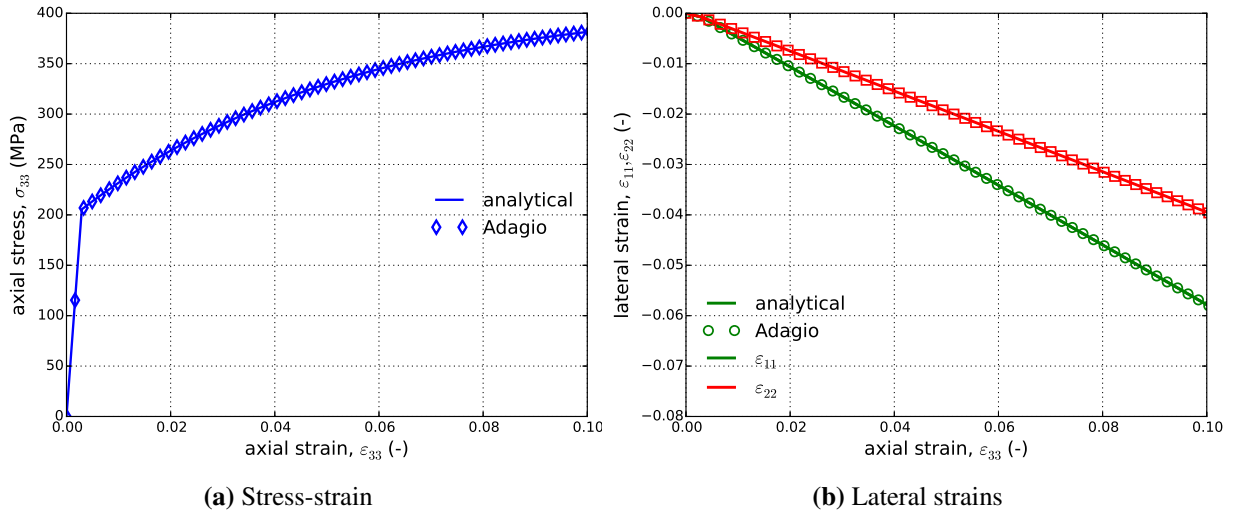 400
350
300
250
200
150
100
50
0
0.00 0.02 0.04 0.06 0.08 0.10
axial stress, σ33 (MPa)
axial strain, ε33 (-)
analytical
Adagio
(a) Stress-strain
0.00
−0.01
−0.02
−0.03
−0.04
−0.05
−0.06
−0.07
−0.08
0.00 0.02 0.04 0.06 0.08 0.10
lateral strain, ε11,ε22 (-)
axial strain, ε33 (-)
analytical
Adagio
ε11
ε22
(b) Lateral strains